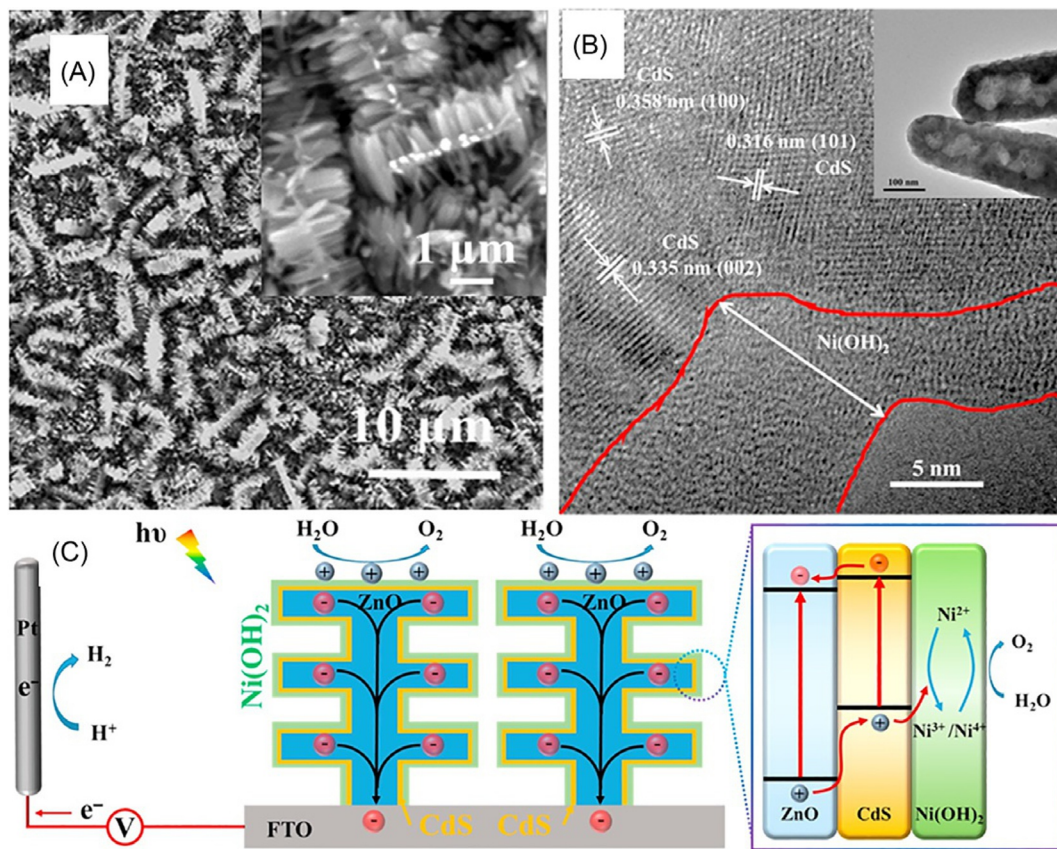 (A)
1 μm
10 μm
(B)
CdS
0.358 nm (100)
0.316 nm (101)
CdS
CdS
0.335 nm (002)
Ni(OH)₂
100 nm
5 nm
(C)
hυ
Pt
e⁻
H₂
H⁺
e⁻
V
FTO
Ni(OH)₂
H₂O O₂
ZnO
CdS
H₂O O₂
ZnO
CdS
Ni²⁺
Ni³⁺/Ni⁴⁺
O₂
H₂O
ZnO CdS Ni(OH)₂